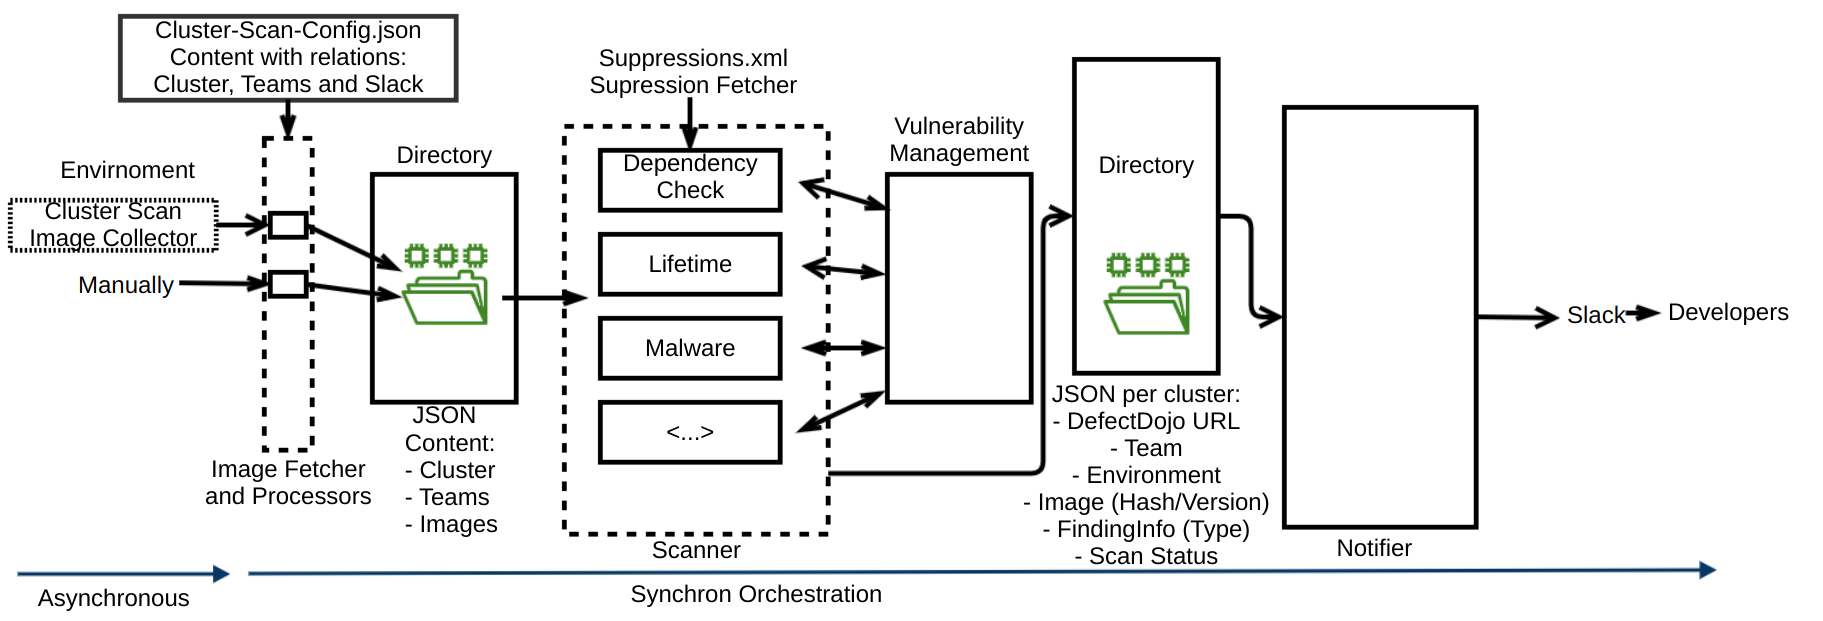 Cluster-Scan-Config.json
Content with relations:
Cluster, Teams and Slack
Envirnoment
Cluster Scan
Image Collector
Manually
Image Fetcher
and Processors
Directory
JSON
Content:
- Cluster
- Teams
- Images
Suppressions.xml
Supression Fetcher
Dependency
Check
Lifetime
Malware
<...>
Scanner
Vulnerability
Management
Directory
JSON per cluster:
- DefectDojo URL
- Team
- Environment
- Image (Hash/Version)
- FindingInfo (Type)
- Scan Status
Notifier
Slack
Developers
Asynchronous
Synchron Orchestration